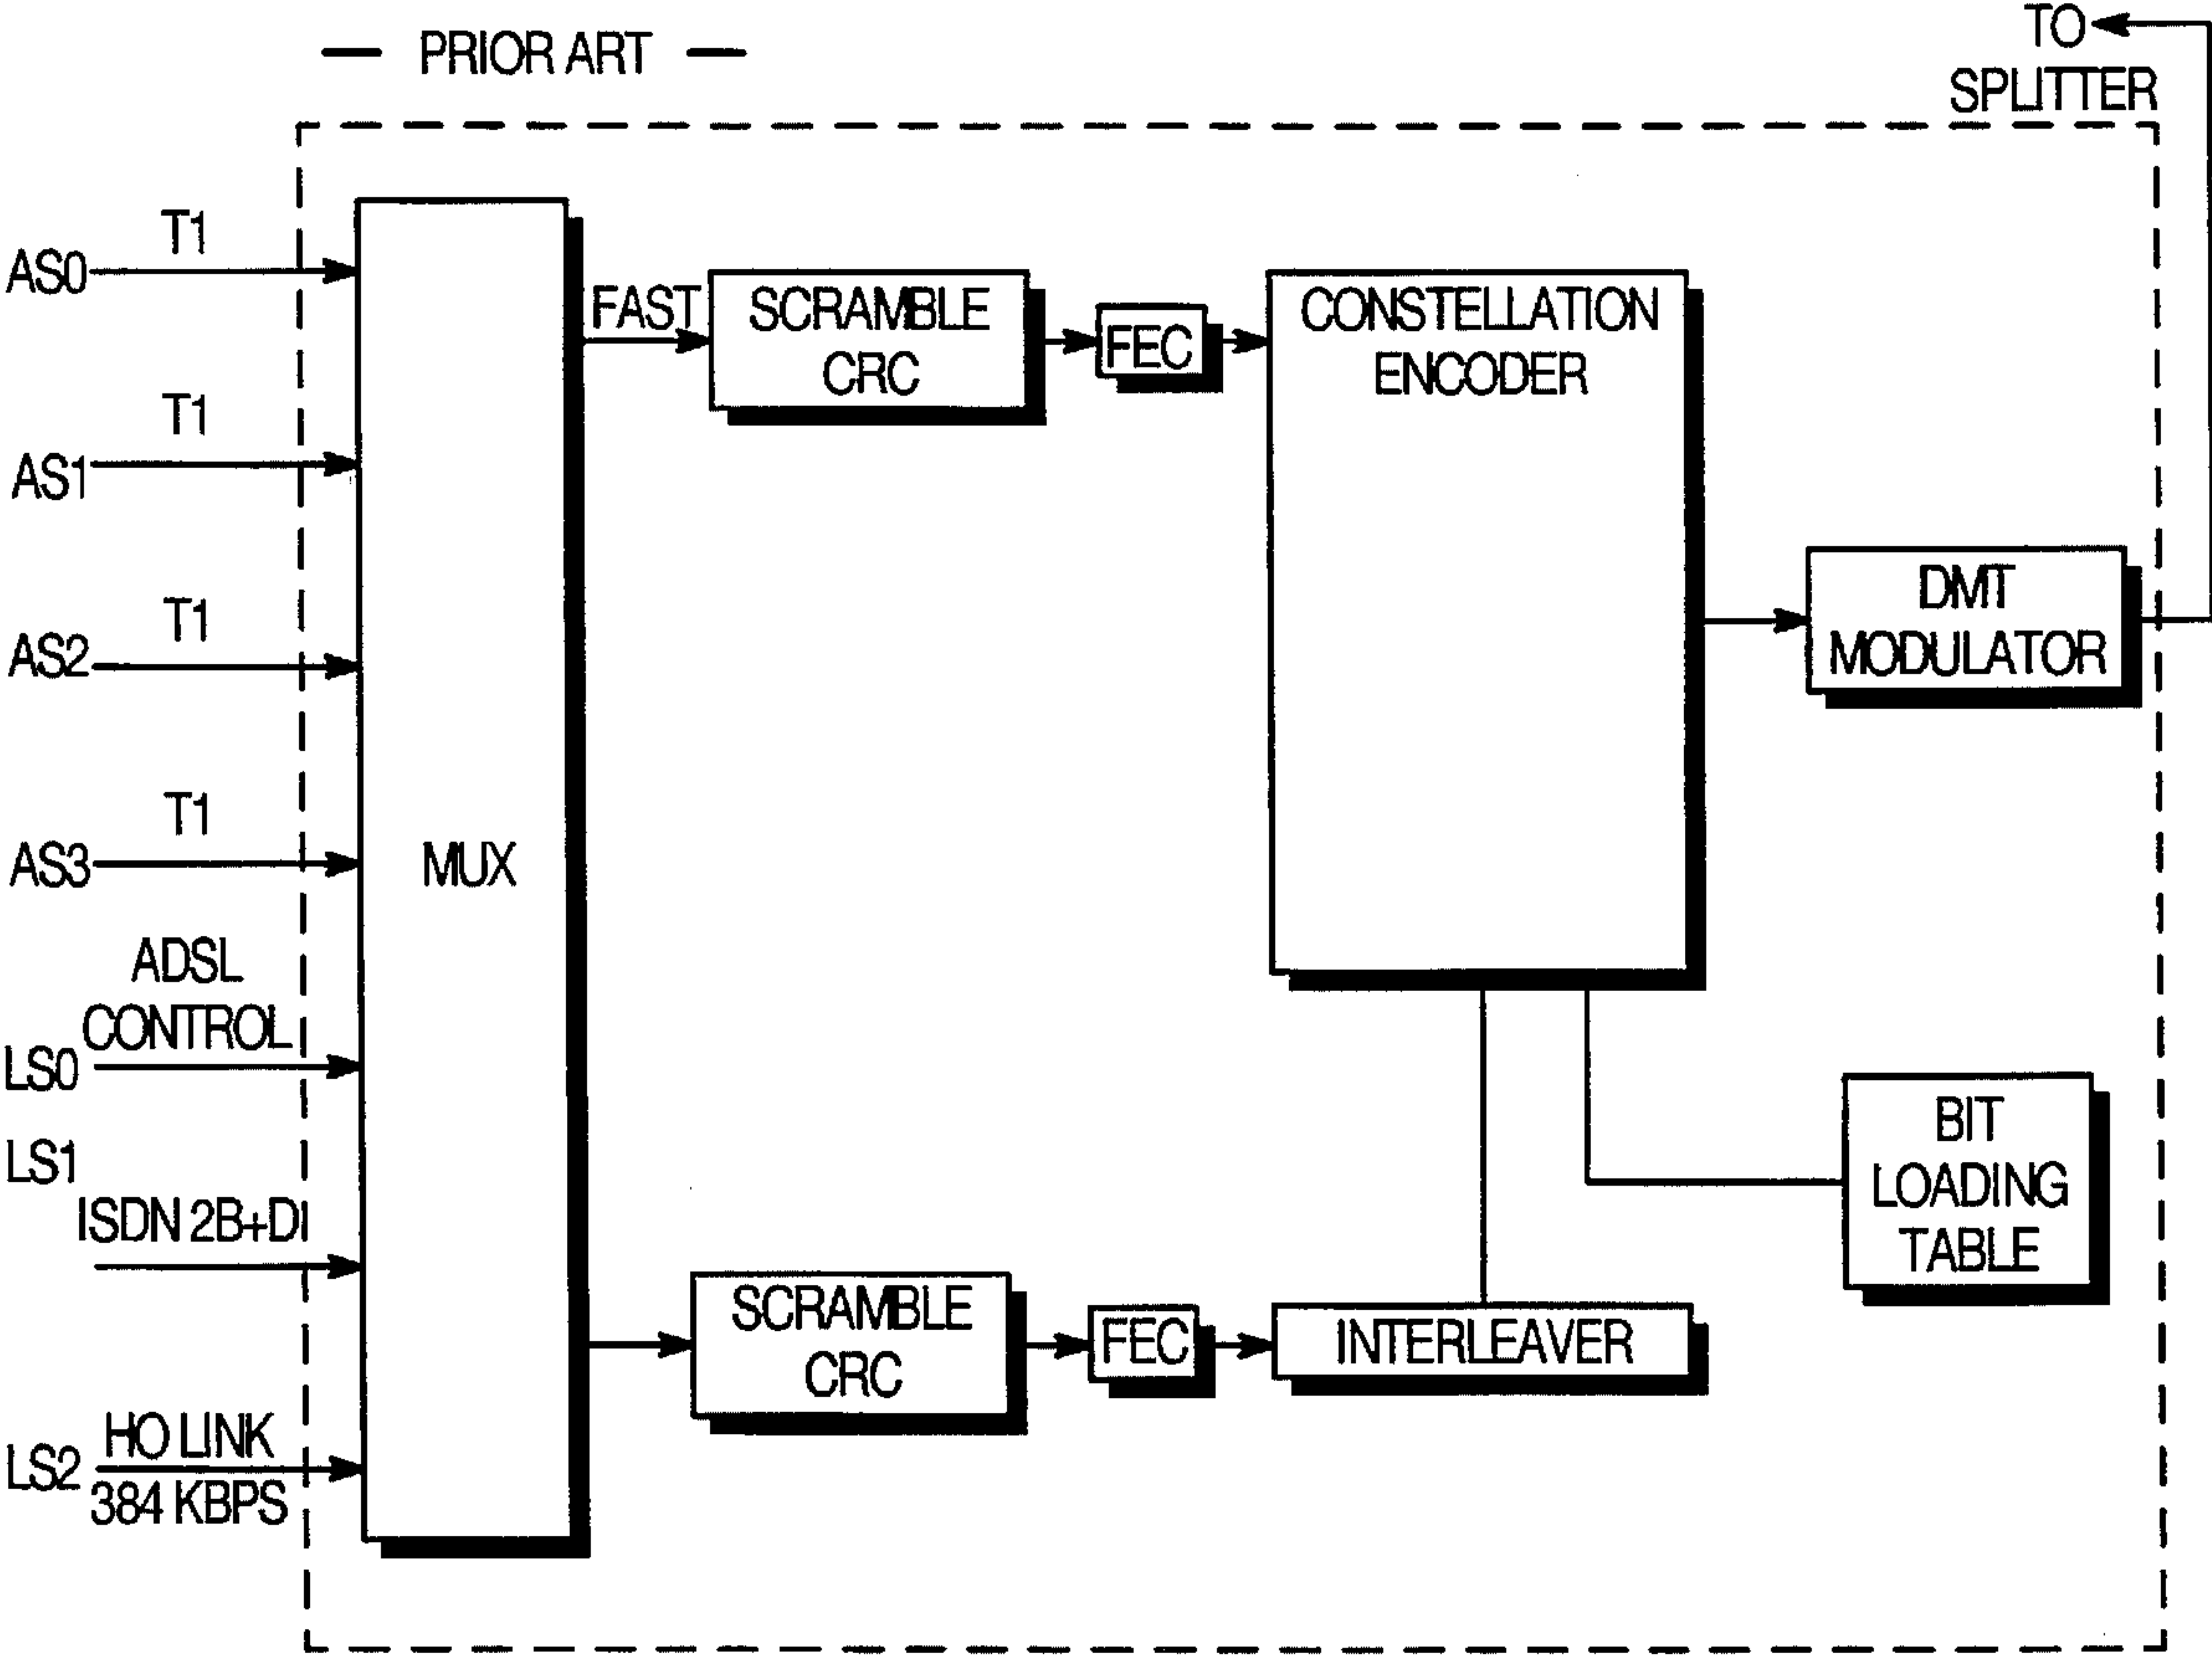 — PRIOR ART —
TO
SPLITTER
AS0
T1
AS1
T1
AS2
T1
AS3
T1
LS0
ADSL
CONTROL
LS1
ISDN 2B+D
LS2
HO LINK
384 KBPS
MUX
FAST
SCRAMBLE
CRC
FEC
CONSTELLATION
ENCODER
DMT
MODULATOR
BIT
LOADING
TABLE
SCRAMBLE
CRC
FEC
INTERLEAVER